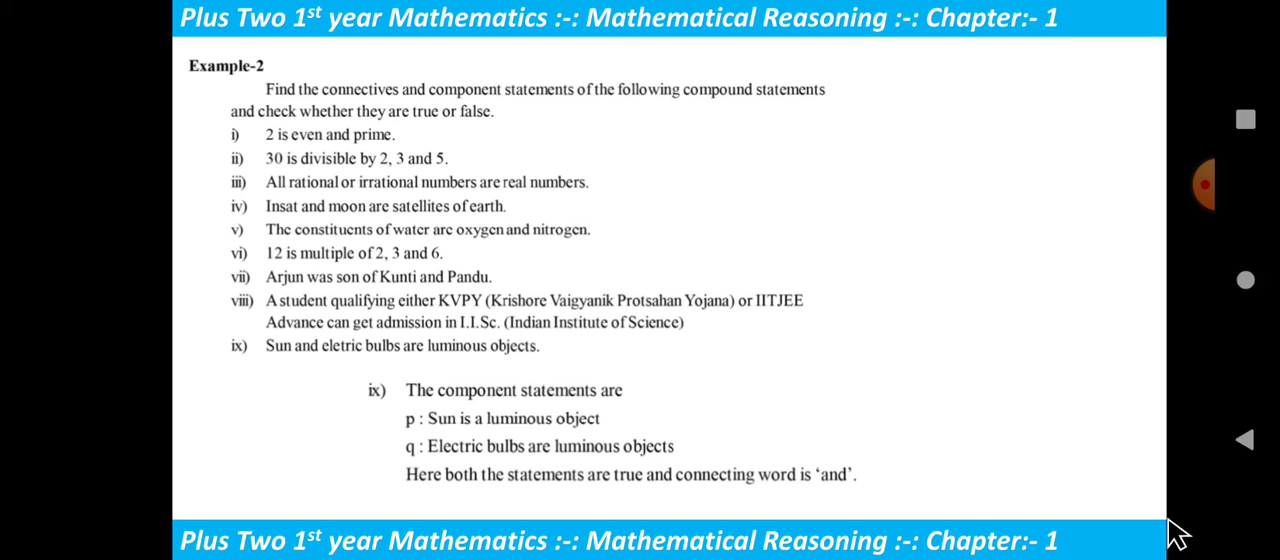 Plus Two 1st year Mathematics :-: Mathematical Reasoning :-: Chapter:- 1
Example-2
Find the connectives and component statements of the following compound statements
and check whether they are true or false.
i) 2 is even and prime.
ii) 30 is divisible by 2, 3 and 5.
iii) All rational or irrational numbers are real numbers.
iv) Insat and moon are satellites of earth.
v) The constituents of water are oxygen and nitrogen.
vi) 12 is multiple of 2, 3 and 6.
vii) Arjun was son of Kunti and Pandu.
viii) A student qualifying either KVPY (Krishore Vaigyanik Protsahan Yojana) or IITJEE
Advance can get admission in I.I.Sc. (Indian Institute of Science)
ix) Sun and eletric bulbs are luminous objects.
ix) The component statements are
p : Sun is a luminous object
q : Electric bulbs are luminous objects
Here both the statements are true and connecting word is ‘and’.
Plus Two 1st year Mathematics :-: Mathematical Reasoning :-: Chapter:- 1